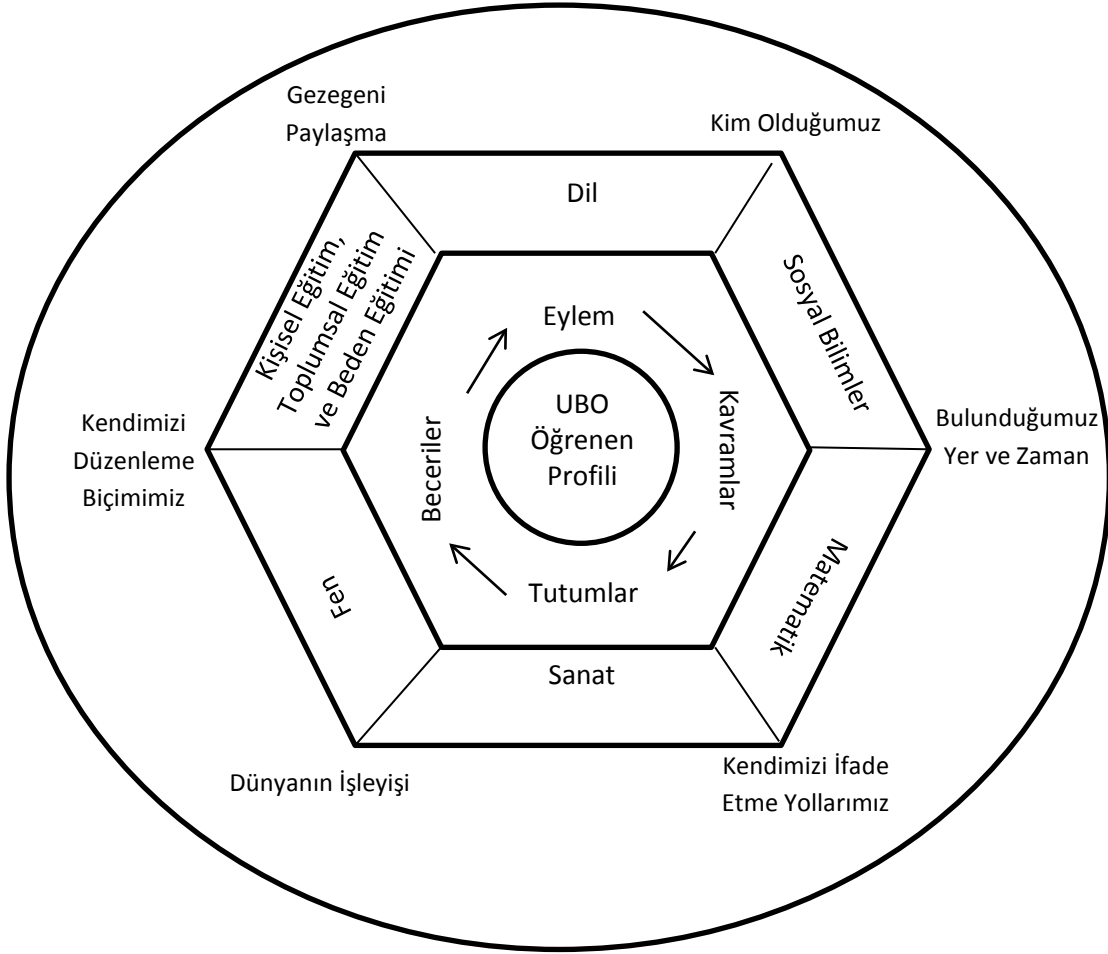 Gezegeni
Paylaşma
Kim Olduğumuz
Dil
Kişisel Eğitim,
Toplumsal Eğitim
ve Beden Eğitimi
Sosyal Bilimler
Eylem
Kavramlar
UBO
Öğrenen
Profili
Beceriler
Tutumlar
Kendimizi
Düzenleme
Biçimimiz
Bulunduğumuz
Yer ve Zaman
Fen
Matematik
Sanat
Dünyanın İşleyişi
Kendimizi İfade
Etme Yollarımız